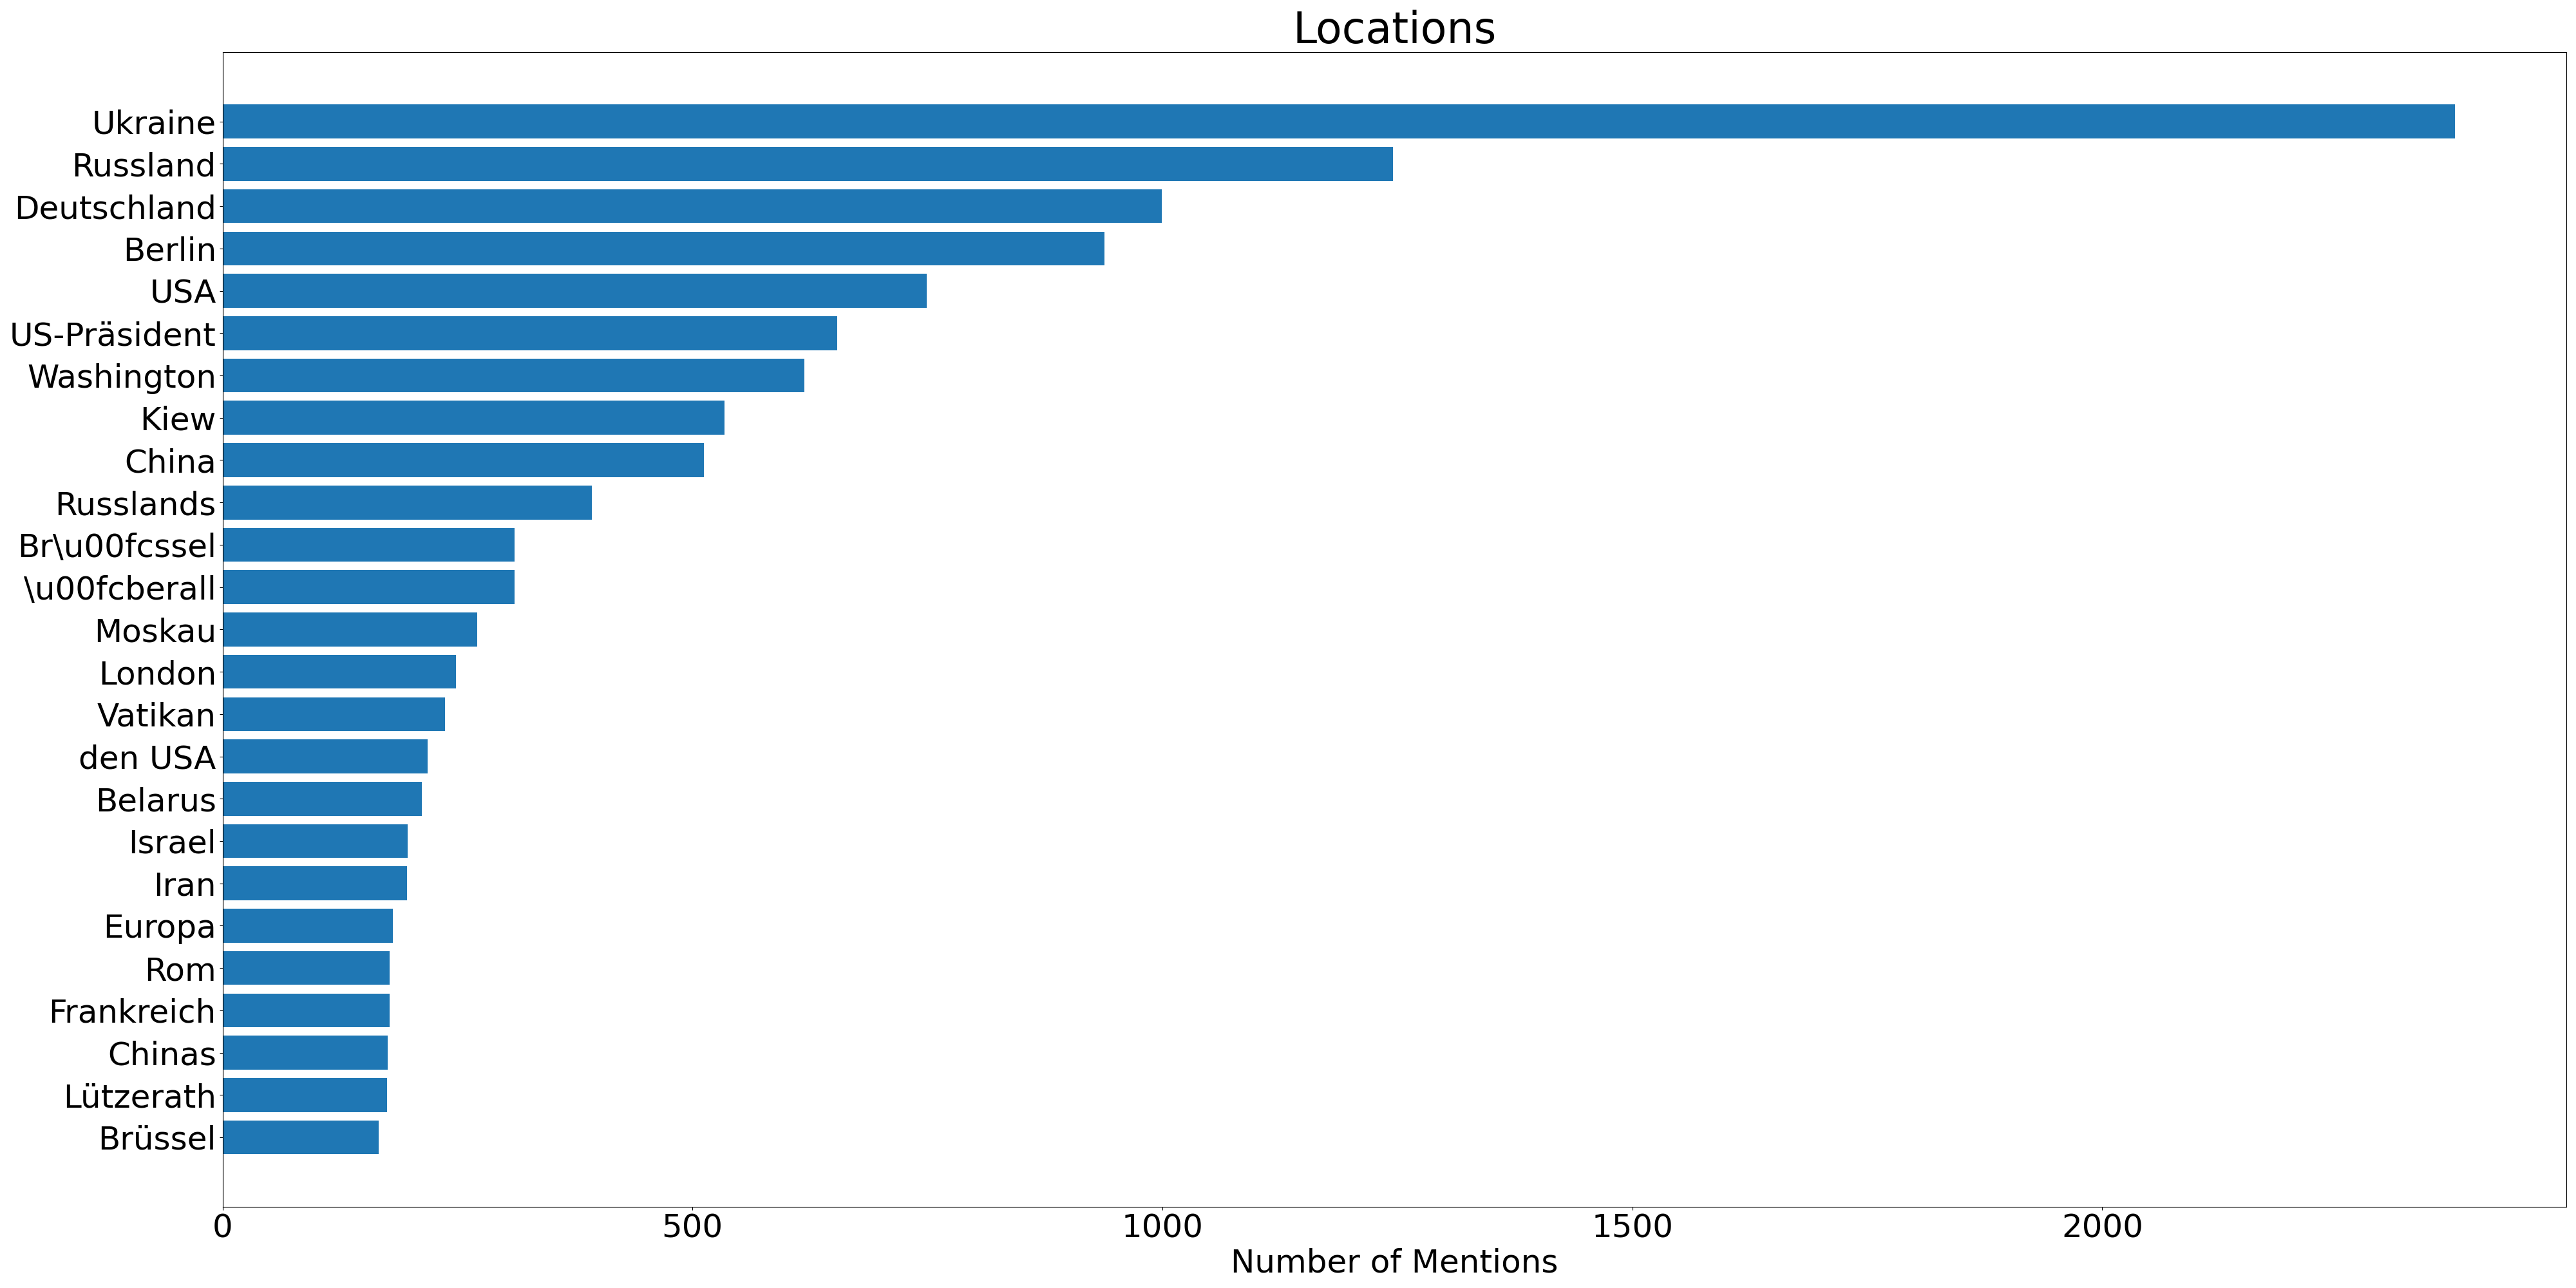 Locations
Ukraine
Russland
Deutschland
Berlin
USA
US-Präsident
Washington
Kiew
China
Russlands
Br\u00fcssel
\u00fcberall
Moskau
London
Vatikan
den USA
Belarus
Israel
Iran
Europa
Rom
Frankreich
Chinas
Lützerath
Brüssel
0 500 1000 1500 2000
Number of Mentions